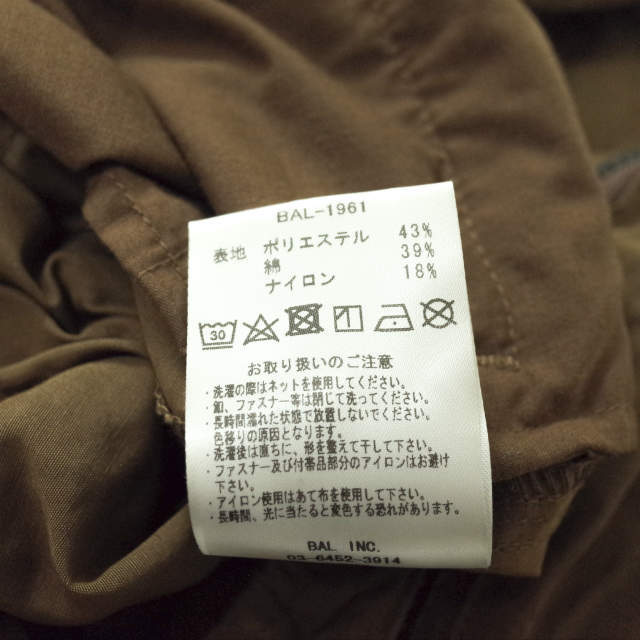 BAL-1961
表地 ポリエステル 43%
綿 39%
ナイロン 18%
30
お取り扱いのご注意
・洗濯の際はネットを使用してください。
・釦、ファスナー等は閉じて洗ってください。
・長時間濡れた状態で放置しないでください。
色移りの原因となります。
・洗濯後は直ちに、形を整えて干して下さい。
・ファスナー及び付帯品部分のアイロンはお避け
下さい。
・アイロン使用はあて布を使用して下さい。
・長時間、光に当たると変色する恐れがあります。
BAL INC.
03-6452-3914